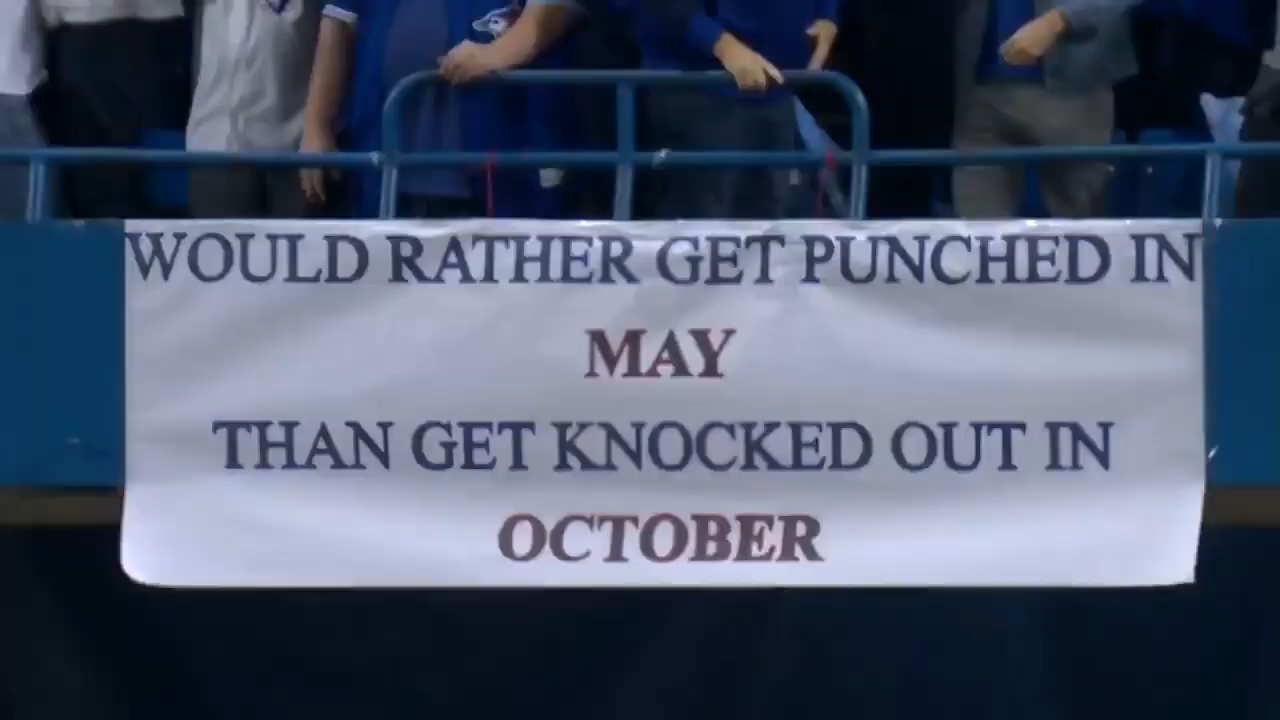 WOULD RATHER GET PUNCHED IN
MAY
THAN GET KNOCKED OUT IN
OCTOBER